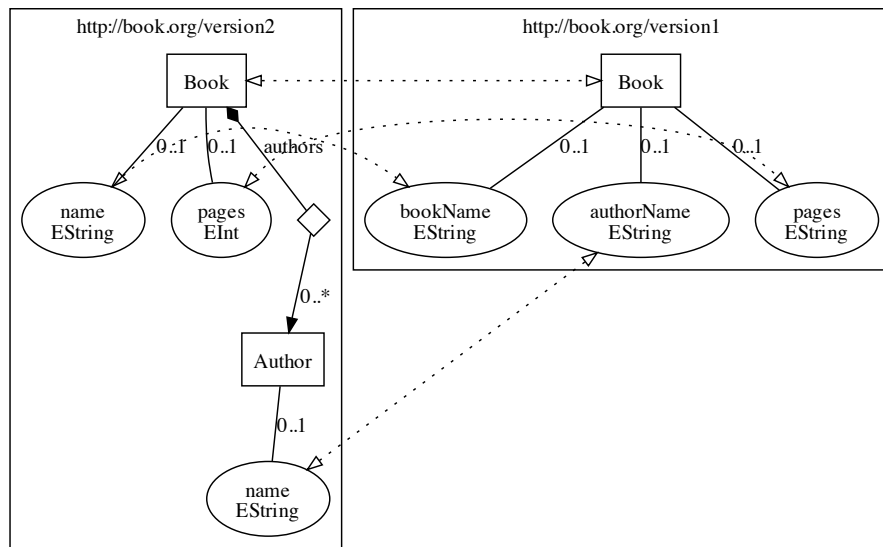 http://book.org/version2
Book
0..1
0..1
authors
name
EString
pages
EInt
0..*
Author
0..1
name
EString
http://book.org/version1
Book
0..1
0..1
0..1
bookName
EString
authorName
EString
pages
EString